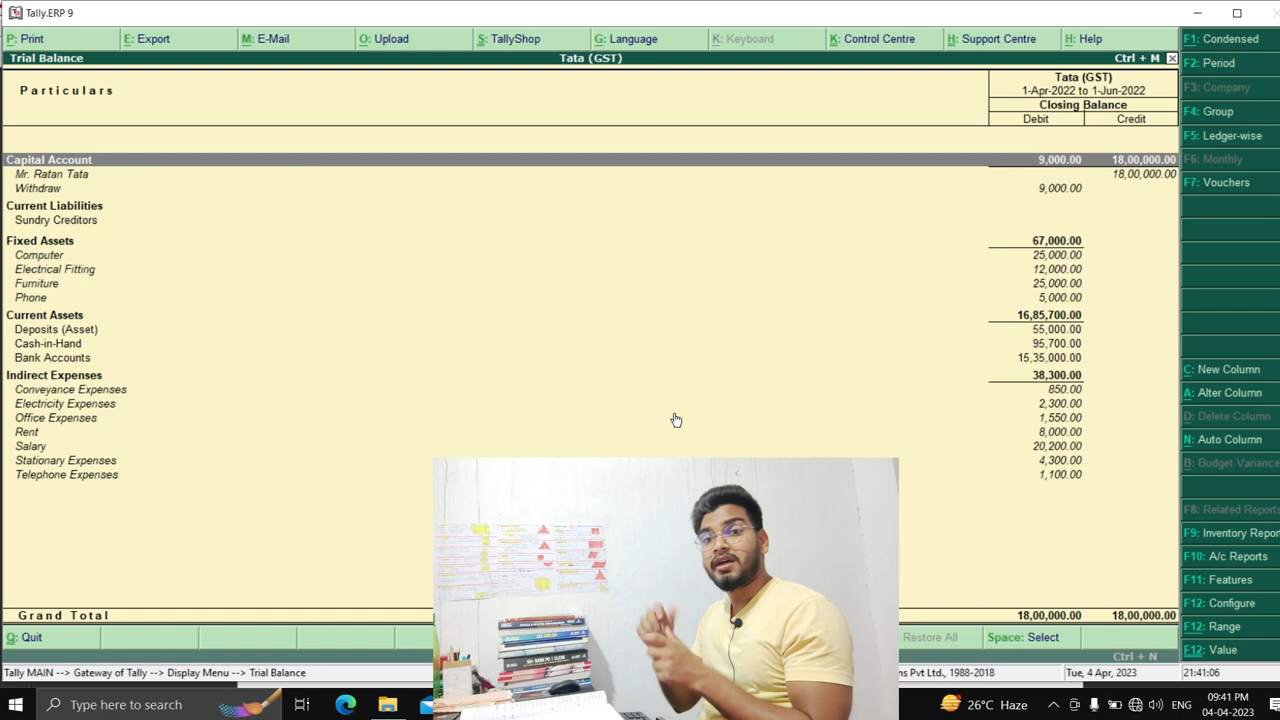 Tally.ERP 9
P: Print E: Export M: E-Mail O: Upload S: TallyShop G: Language K: Keyboard K: Control Centre H: Support Centre H: Help
Trial Balance Tata (GST) Ctrl + M
Particulars
Tata (GST)
1-Apr-2022 to 1-Jun-2022
Closing Balance
Debit Credit
Capital Account 9,000.00 18,00,000.00
Mr. Ratan Tata 18,00,000.00
Withdraw 9,000.00
Current Liabilities
Sundry Creditors
Fixed Assets 67,000.00
Computer 25,000.00
Electrical Fitting 12,000.00
Furniture 25,000.00
Phone 5,000.00
Current Assets 16,85,700.00
Deposits (Asset) 55,000.00
Cash-in-Hand 95,700.00
Bank Accounts 15,35,000.00
Indirect Expenses 38,300.00
Conveyance Expenses 850.00
Electricity Expenses 2,300.00
Office Expenses 1,550.00
Rent 8,000.00
Salary 20,200.00
Stationary Expenses 4,300.00
Telephone Expenses 1,100.00
Grand Total 18,00,000.00 18,00,000.00
F1: Condensed
F2: Period
F3: Company
F4: Group
F5: Ledger-wise
F6: Monthly
F7: Vouchers
C: New Column
A: Alter Column
D: Delete Column
N: Auto Column
B: Budget Variance
F8: Related Reports
F9: Inventory Repor
F10: A/c Reports
F11: Features
F12: Configure
F12: Range
F12: Value
Q: Quit Restore All Space: Select
Ctrl + N
Tally MAIN --> Gateway of Tally --> Display Menu --> Trial Balance ns Pvt Ltd., 1988-2018 Tue, 4 Apr, 2023 21:41:06
Type here to search 26°C Haze ENG 09:41 PM
04-04-2023